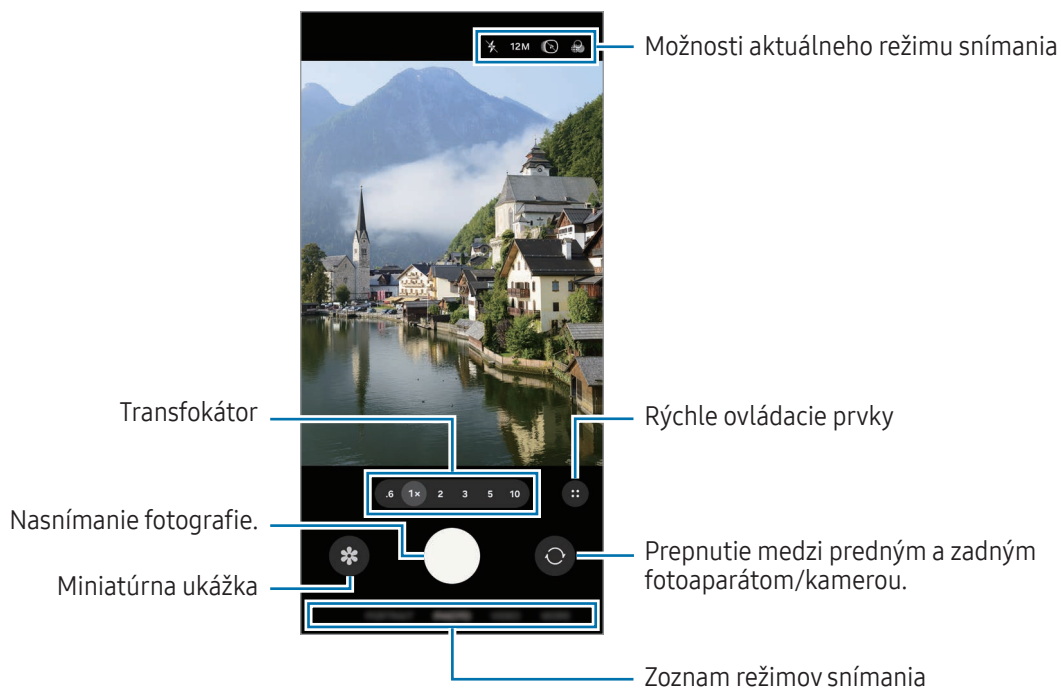 12M
Možnosti aktuálneho režimu snímania
Transfokátor
Rýchle ovládacie prvky
.6 1× 2 3 5 10
Nasnímanie fotografie.
Miniatúrna ukážka
Prepnutie medzi predným a zadným
fotoaparátom/kamerou.
Zoznam režimov snímania